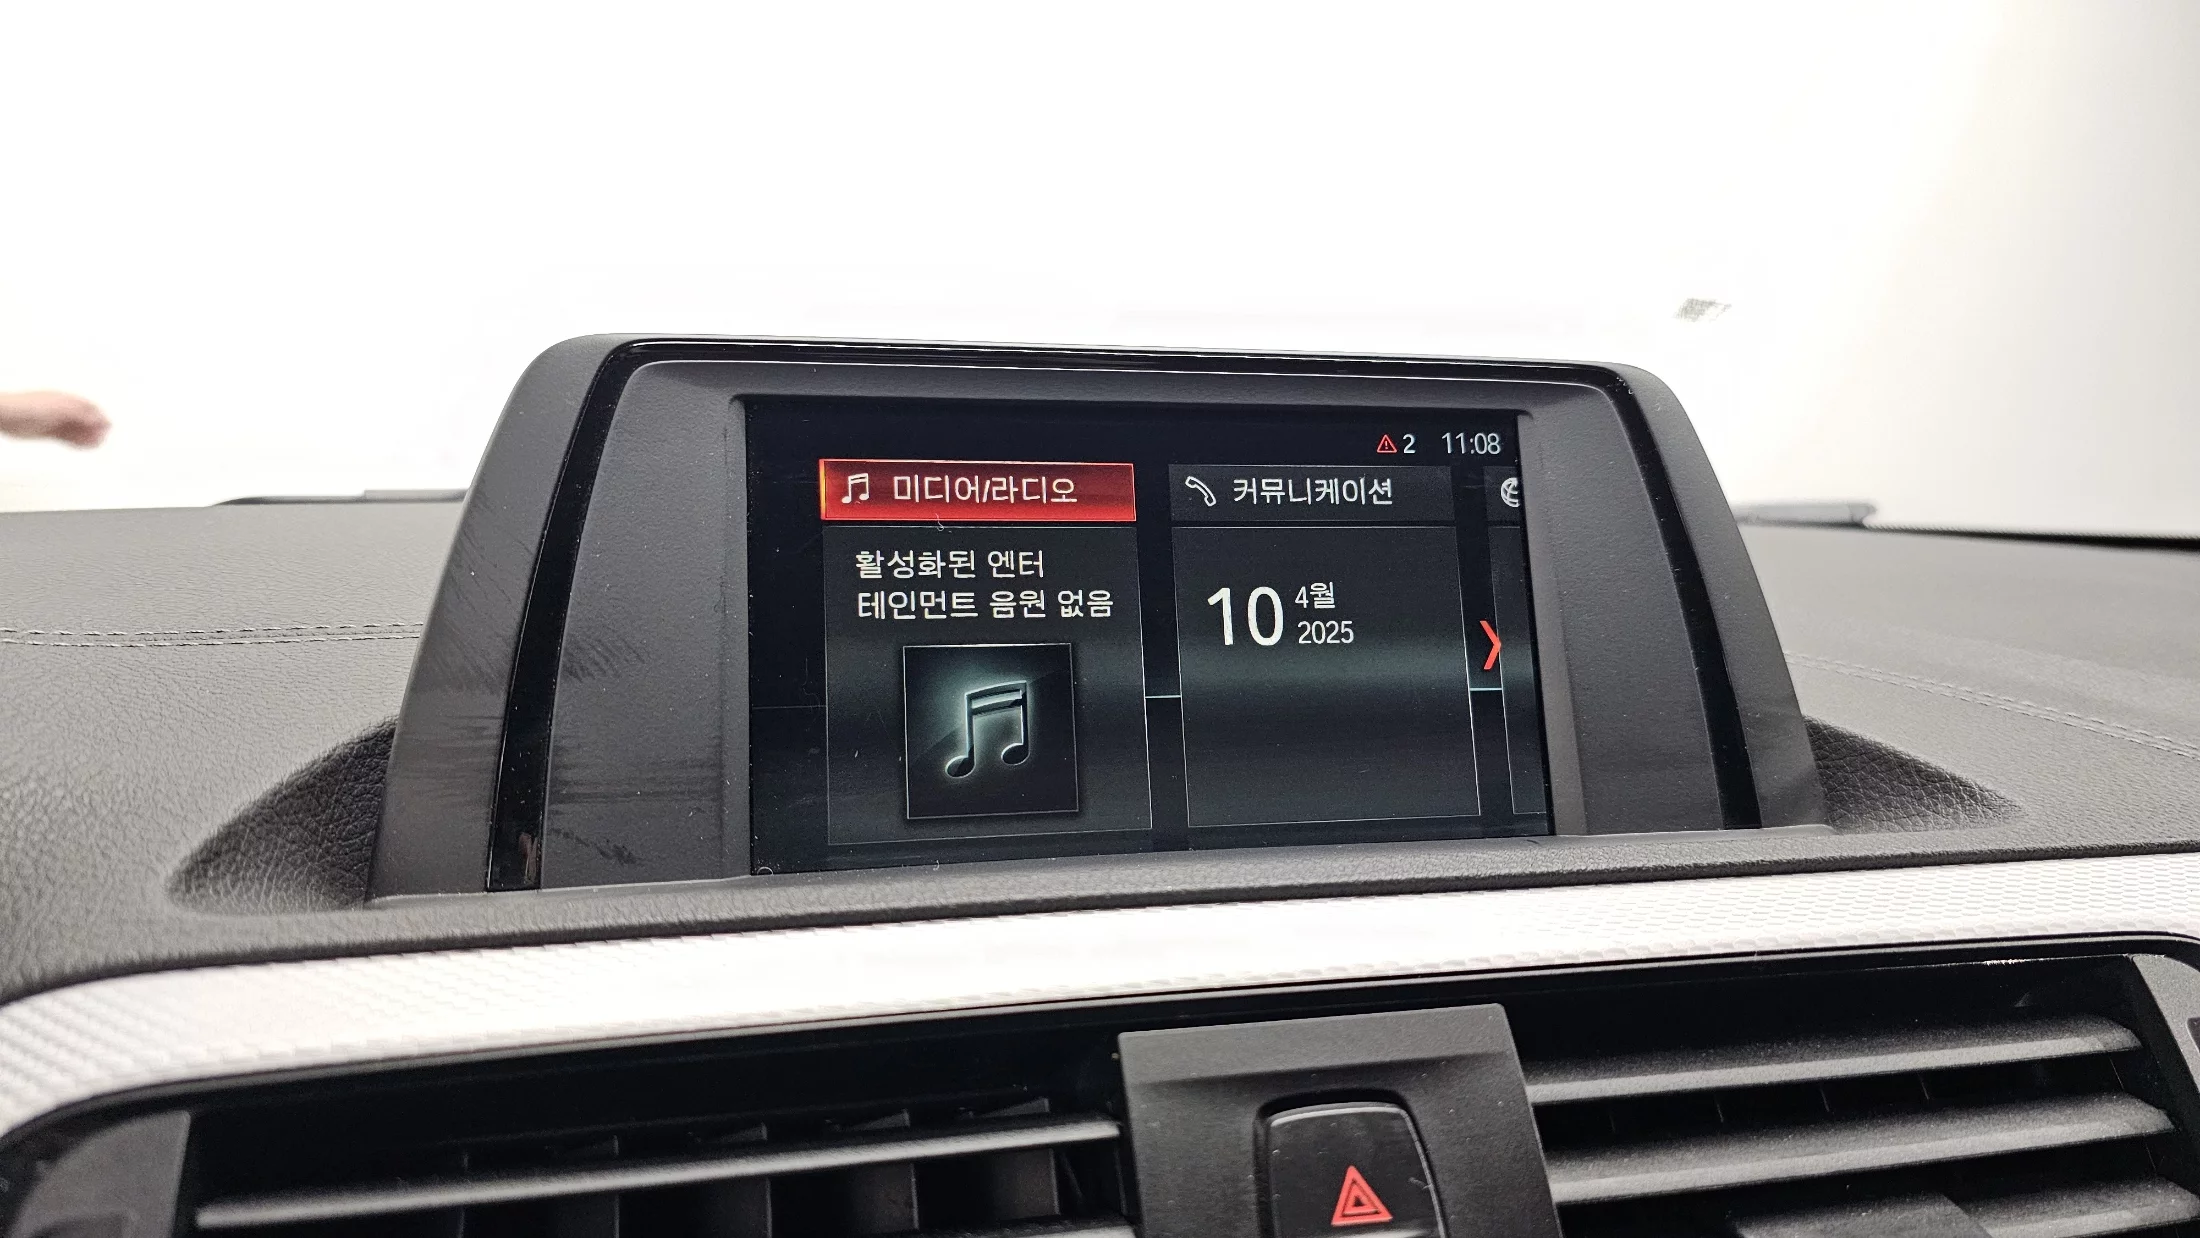 2 11:08
미디어/라디오
활성화된 엔터
테인먼트 음원 없음
커뮤니케이션
10 4월
2025